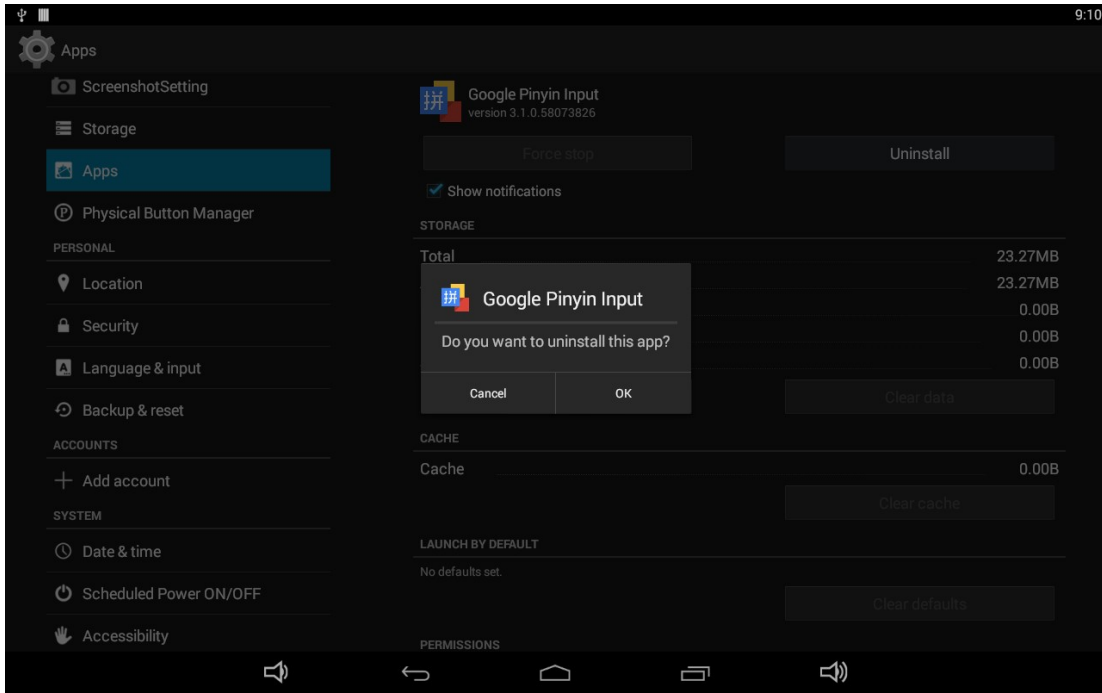 9:10
Apps
ScreenshotSetting
Storage
Apps
Physical Button Manager
PERSONAL
Location
Security
Language & input
Backup & reset
ACCOUNTS
Add account
SYSTEM
Date & time
Scheduled Power ON/OFF
Accessibility
拼
Google Pinyin Input
version 3.1.0.58073826
Force stop
Uninstall
Show notifications
STORAGE
Total 23.27MB
23.27MB
0.00B
0.00B
0.00B
Clear data
拼
Google Pinyin Input
Do you want to uninstall this app?
Cancel OK
CACHE
Cache 0.00B
Clear cache
LAUNCH BY DEFAULT
No defaults set.
Clear defaults
PERMISSIONS